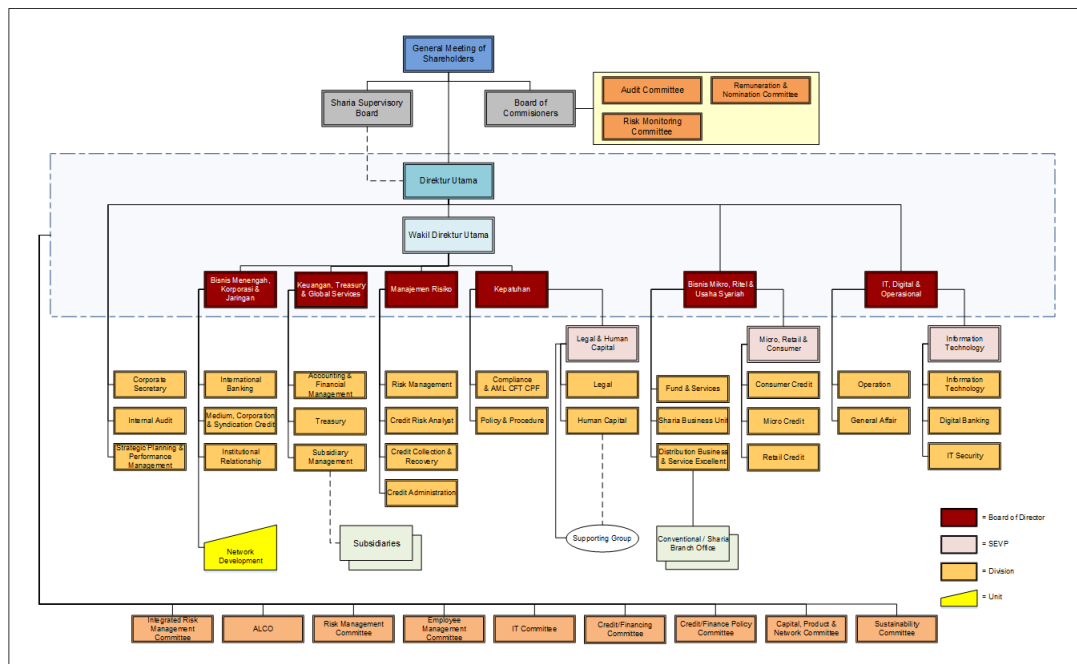 General Meeting of
Shareholders
Sharia Supervisory
Board
Board of
Commisioners
Audit Committee
Remuneration &
Nomination Committee
Risk Monitoring
Committee
Direktur Utama
Wakil Direktur Utama
Bisnis Menengah,
Korporasi &
Jaringan
Keuangan, Treasury
& Global Services
Manajemen Risiko
Kepatuhan
Bisnis Mikro, Ritel &
Usaha Syariah
IT, Digital &
Operasional
Legal & Human
Capital
Micro, Retail &
Consumer
Information
Technology
Corporate
Secretary
International
Banking
Accounting &
Financial
Management
Risk Management
Compliance
& AML CFT CPF
Legal
Fund & Services
Consumer Credit
Operation
Information
Technology
Internal Audit
Medium, Corporation
& Syndication Credit
Treasury
Credit Risk Analyst
Policy & Procedure
Human Capital
Sharia Business Unit
Micro Credit
General Affair
Digital Banking
Strategic Planning &
Performance
Management
Institutional
Relationship
Subsidiary
Management
Credit Collection &
Recovery
Distribution Business
& Service Excellent
Retail Credit
IT Security
Credit Administration
Network
Development
Subsidiaries
Supporting Group
Conventional / Sharia
Branch Office
= Board of Director
= SEVP
= Division
= Unit
Integrated Risk
Management
Committee
ALCO
Risk Management
Committee
Employee
Management
Committee
IT Committee
Credit/Financing
Committee
Credit/Finance Policy
Committee
Capital, Product &
Network Committee
Sustainability
Committee